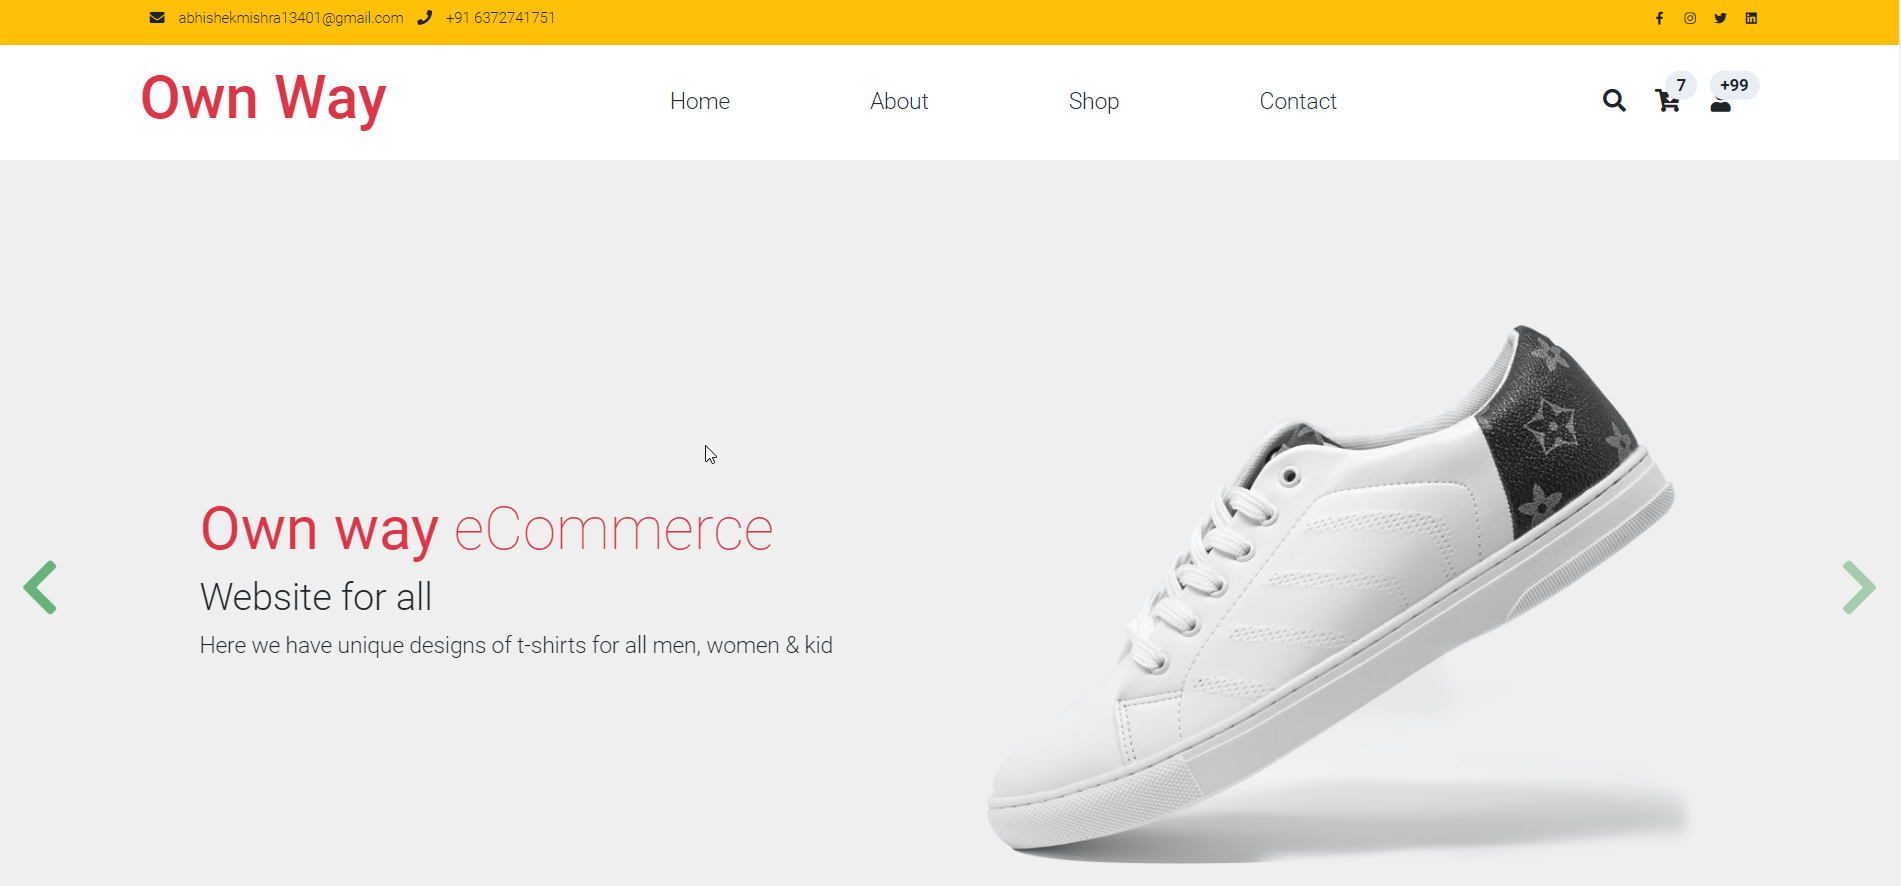 abhishekmishra13401@gmail.com +91 6372741751
Own Way
Home About Shop Contact
7 +99
Own way eCommerce
Website for all
Here we have unique designs of t-shirts for all men, women & kid